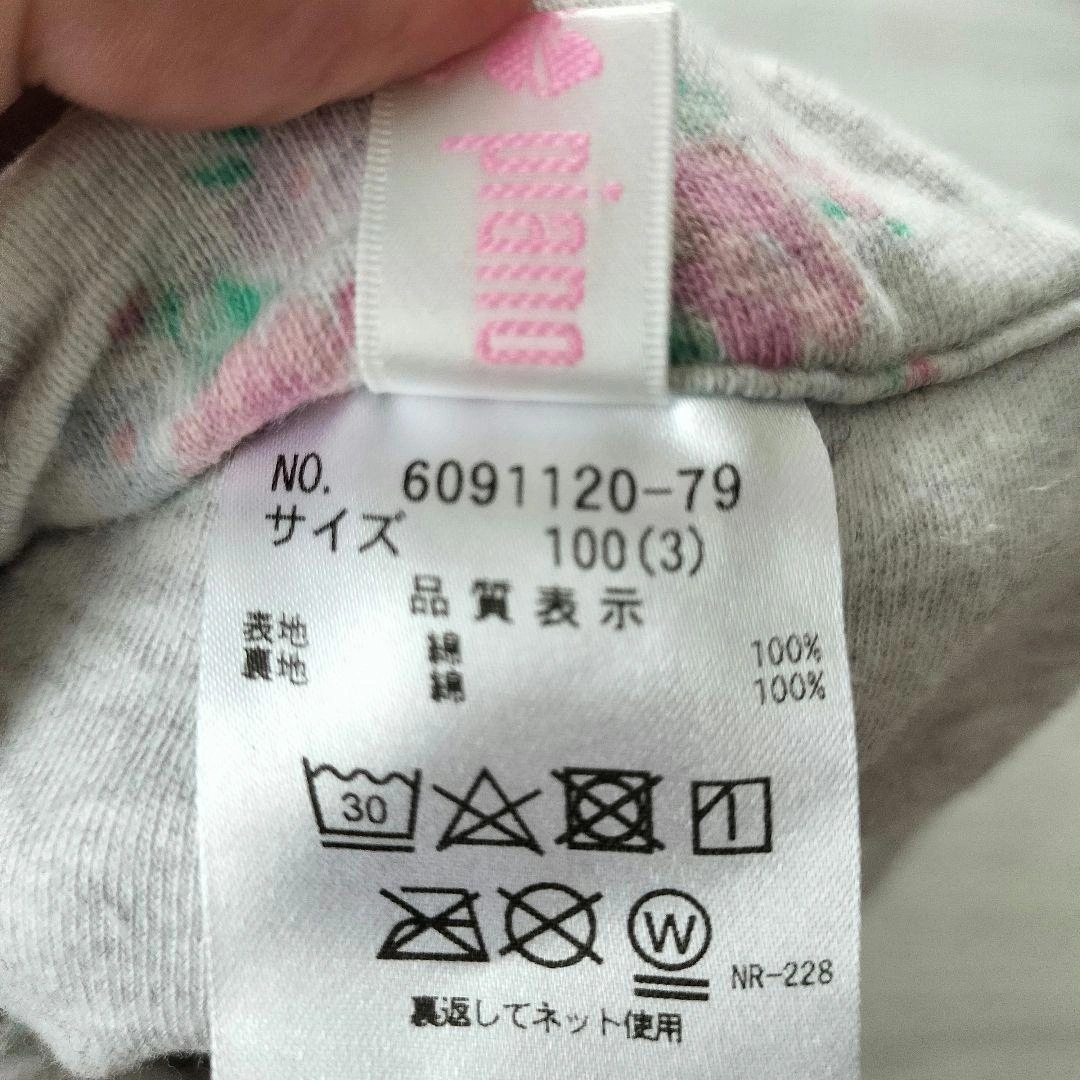 piano
NO. 6091120-79
サイズ 100(3)
品質表示
表地 綿 100%
裏地 綿 100%
30
W
NR-228
裏返してネット使用